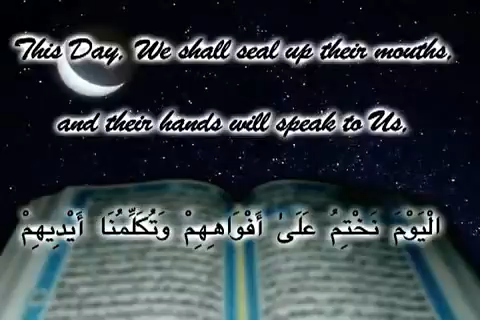 This Day, We shall seal up their mouths,
and their hands will speak to Us,
الْيَوْمَ نَخْتِمُ عَلَىٰ أَفْوَاهِهِمْ وَتُكَلِّمُنَا أَيْدِيهِمْ